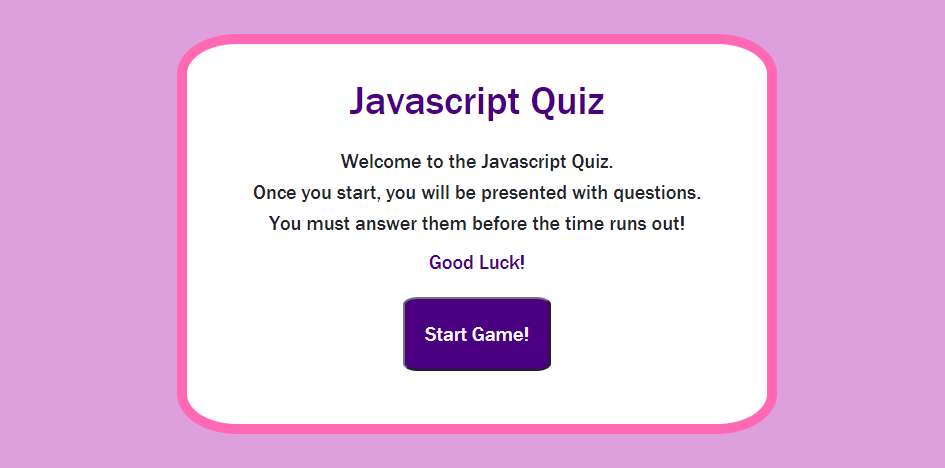 Javascript Quiz
Welcome to the Javascript Quiz.
Once you start, you will be presented with questions.
You must answer them before the time runs out!
Good Luck!
Start Game!